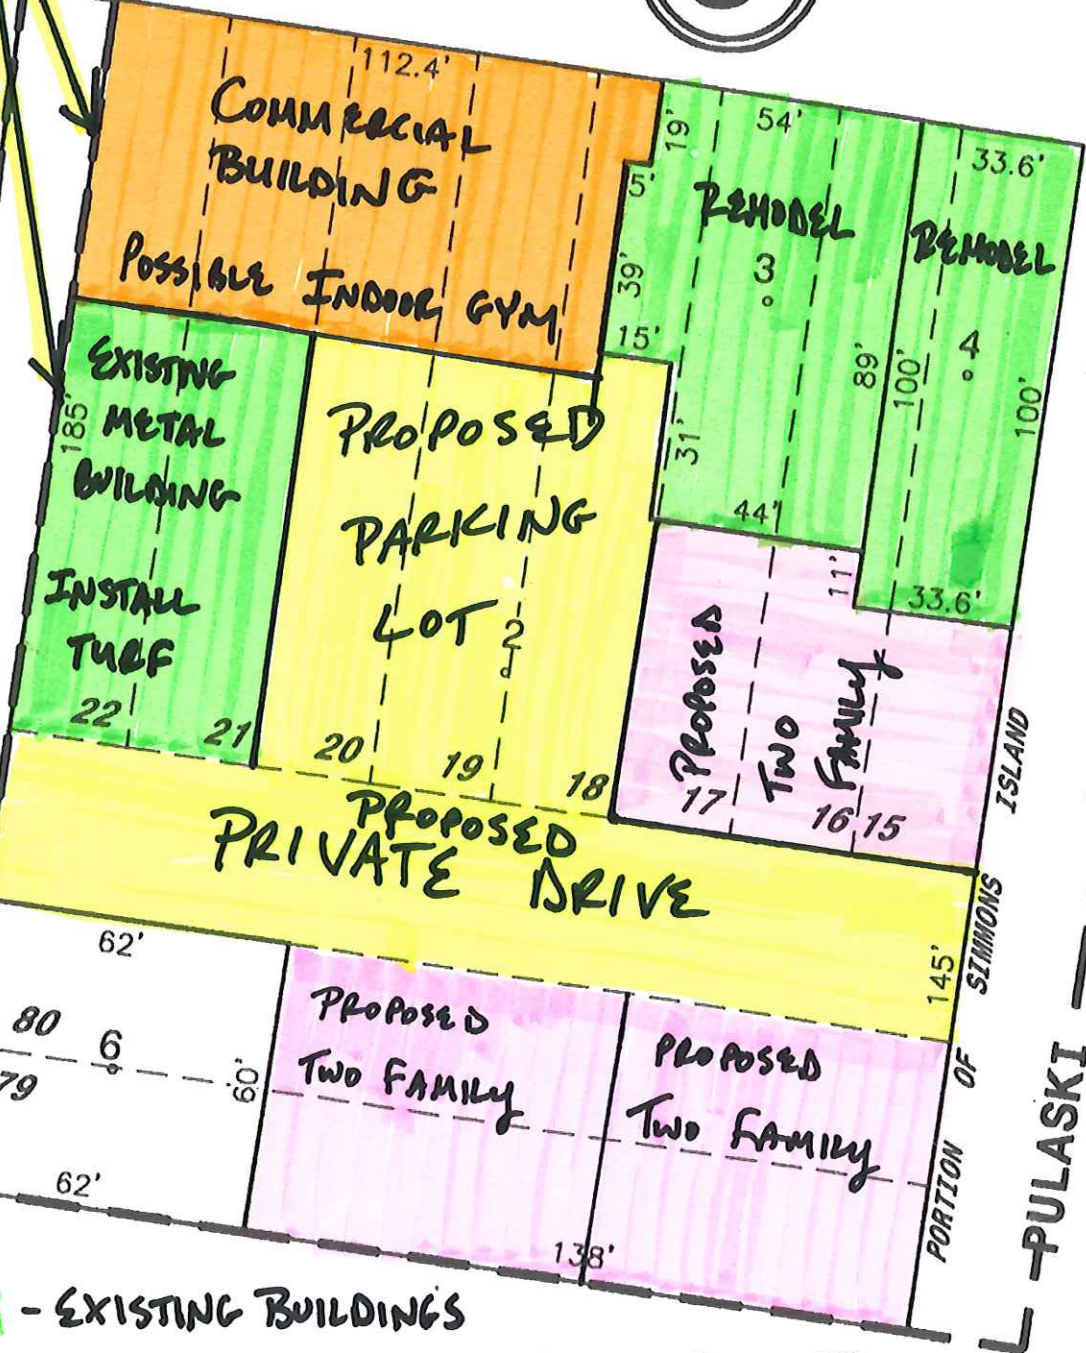 112.4'
COMMERCIAL
BUILDING
POSSIBLE INDOOR GYM
19'
54'
33.6'
5'
REMODEL
REMODEL
3
4
39'
15'
89'
100'
100'
31'
44'
11'
33.6'
EXISTING
METAL
BUILDING
INSTALL
TURF
185'
22
21
PROPOSED
PARKING
LOT
2
20
19
18
PROPOSED
TWO
FAMILY
17
16
15
PROPOSED
PRIVATE DRIVE
62'
80
6
79
60'
62'
PROPOSED
TWO FAMILY
PROPOSED
TWO FAMILY
138'
145'
PORTION OF SIMMONS ISLAND
PULASKI
- EXISTING BUILDINGS